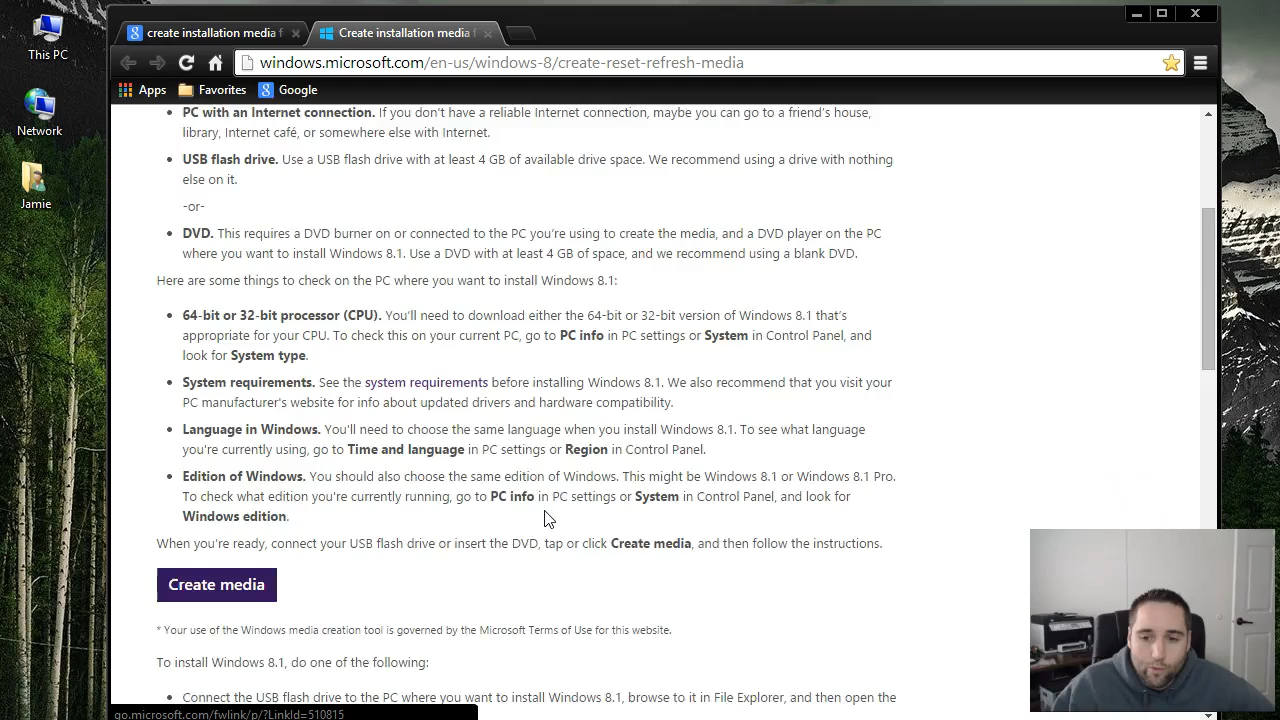 This PC
Network
Jamie
create installation media f
Create installation media f
windows.microsoft.com/en-us/windows-8/create-reset-refresh-media
Apps
Favorites
Google
• PC with an Internet connection. If you don't have a reliable Internet connection, maybe you can go to a friend's house,
library, Internet café, or somewhere else with Internet.
• USB flash drive. Use a USB flash drive with at least 4 GB of available drive space. We recommend using a drive with nothing
else on it.
-or-
• DVD. This requires a DVD burner on or connected to the PC you're using to create the media, and a DVD player on the PC
where you want to install Windows 8.1. Use a DVD with at least 4 GB of space, and we recommend using a blank DVD.
Here are some things to check on the PC where you want to install Windows 8.1:
• 64-bit or 32-bit processor (CPU). You'll need to download either the 64-bit or 32-bit version of Windows 8.1 that's
appropriate for your CPU. To check this on your current PC, go to PC info in PC settings or System in Control Panel, and
look for System type.
• System requirements. See the system requirements before installing Windows 8.1. We also recommend that you visit your
PC manufacturer's website for info about updated drivers and hardware compatibility.
• Language in Windows. You'll need to choose the same language when you install Windows 8.1. To see what language
you're currently using, go to Time and language in PC settings or Region in Control Panel.
• Edition of Windows. You should also choose the same edition of Windows. This might be Windows 8.1 or Windows 8.1 Pro.
To check what edition you're currently running, go to PC info in PC settings or System in Control Panel, and look for
Windows edition.
When you're ready, connect your USB flash drive or insert the DVD, tap or click Create media, and then follow the instructions.
Create media
* Your use of the Windows media creation tool is governed by the Microsoft Terms of Use for this website.
To install Windows 8.1, do one of the following:
• Connect the USB flash drive to the PC where you want to install Windows 8.1, browse to it in File Explorer, and then open the
go.microsoft.com/fwlink/p/?LinkId=510815